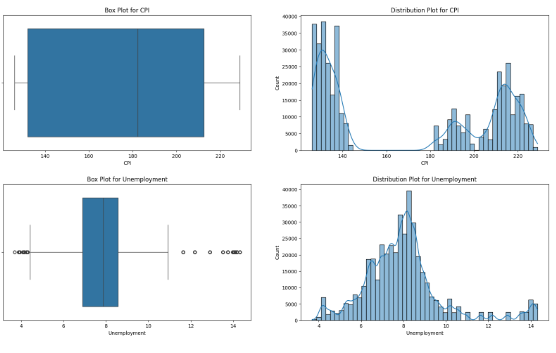 Box Plot for CPI
140 160 180 200 220
CPI
Distribution Plot for CPI
40000
35000
30000
25000
20000
15000
10000
5000
0
Count
140 160 180 200 220
CPI
Box Plot for Unemployment
4 6 8 10 12 14
Unemployment
Distribution Plot for Unemployment
40000
35000
30000
25000
20000
15000
10000
5000
0
Count
4 6 8 10 12 14
Unemployment